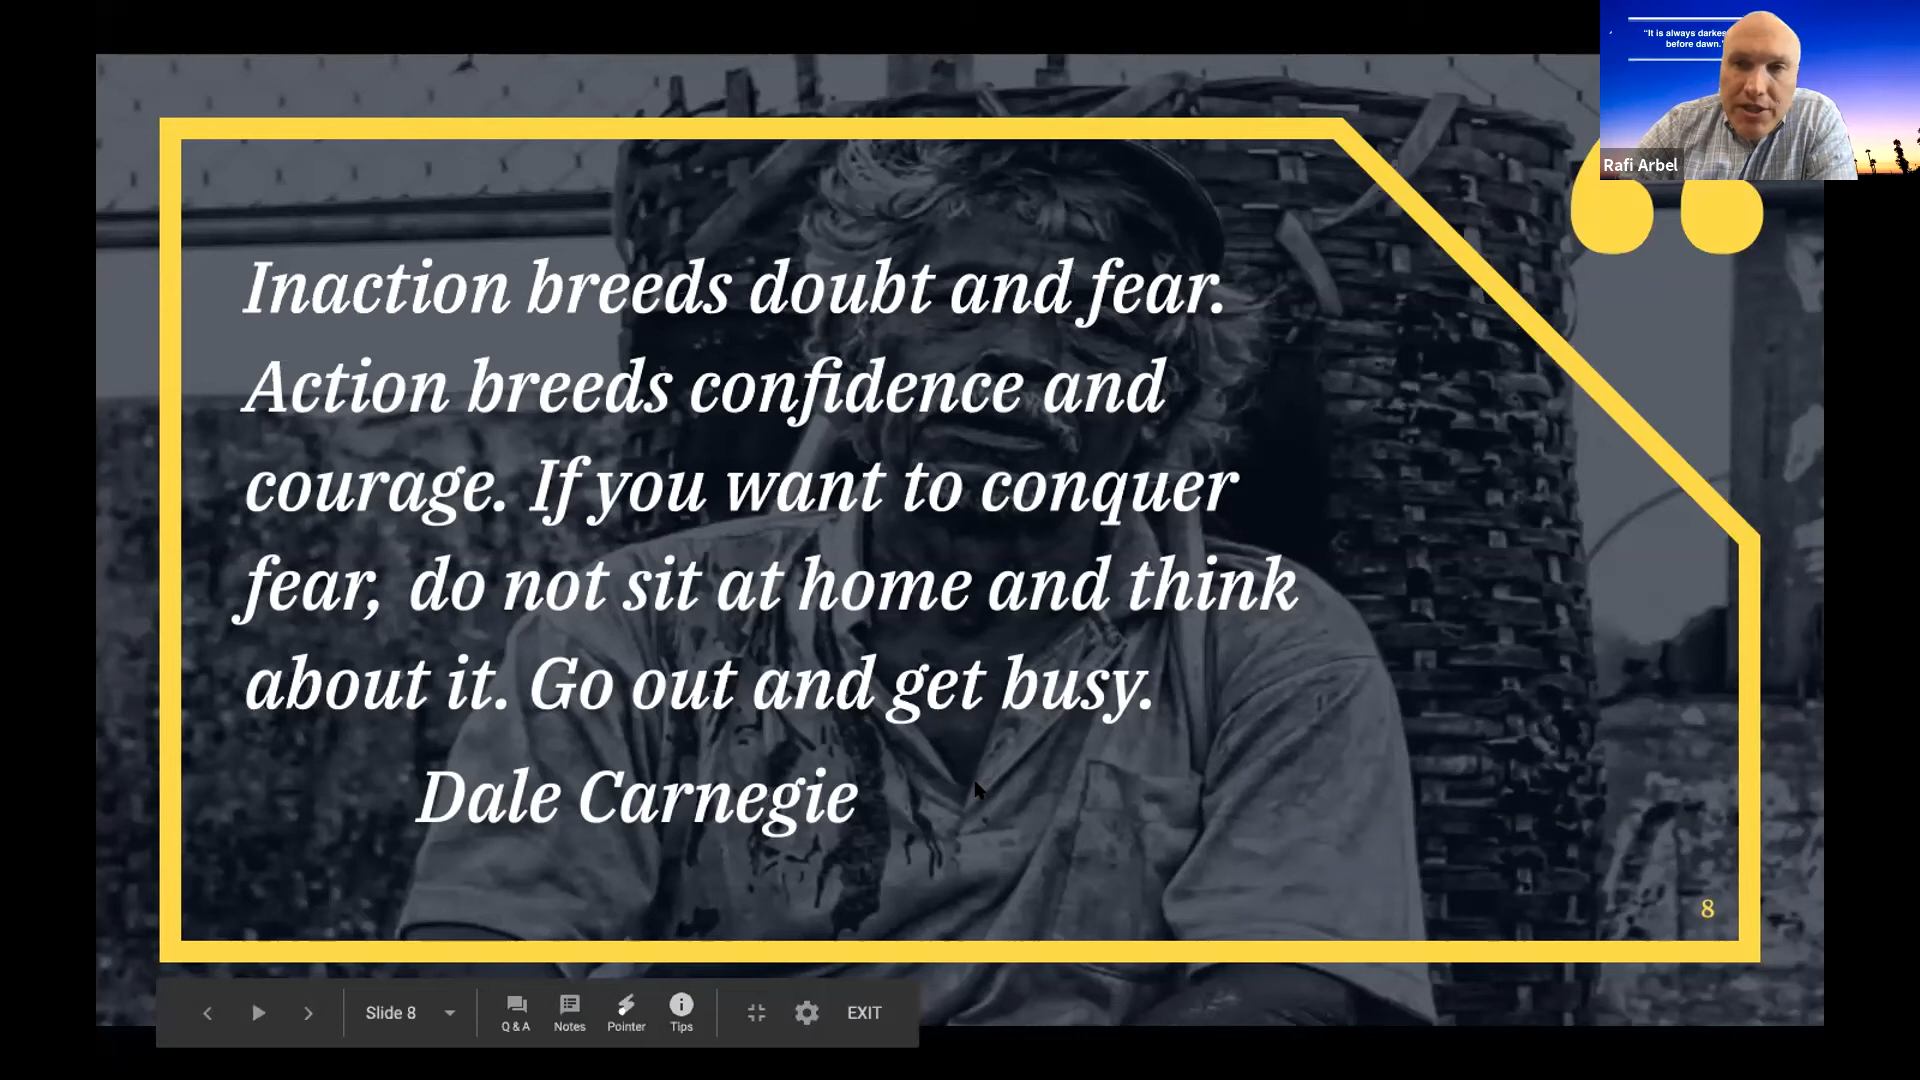 "It is always darkes
before dawn."
Rafi Arbel
Inaction breeds doubt and fear.
Action breeds confidence and
courage. If you want to conquer
fear, do not sit at home and think
about it. Go out and get busy.
Dale Carnegie
8
Slide 8
Q & A
Notes
Pointer
Tips
EXIT